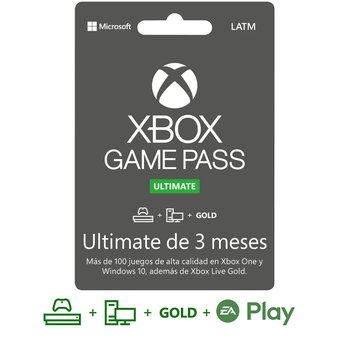 Microsoft
LATM
XBOX
GAME PASS
ULTIMATE
+ + GOLD
Ultimate de 3 meses
Más de 100 juegos de alta calidad en Xbox One y
Windows 10, además de Xbox Live Gold.
+ + GOLD + EA Play